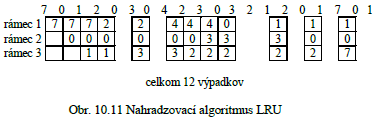 7 0 1 2 0 3 0 4 2 3 0 3 2 1 2 0 1 7 0 1
rámec 1 7 7 7 2 2 4 4 4 0 1 1 1
rámec 2 0 0 0 0 0 0 3 3 3 0 0
rámec 3 1 1 3 3 2 2 2 2 2 7
celkom 12 výpadkov
Obr. 10.11 Nahradzovací algoritmus LRU